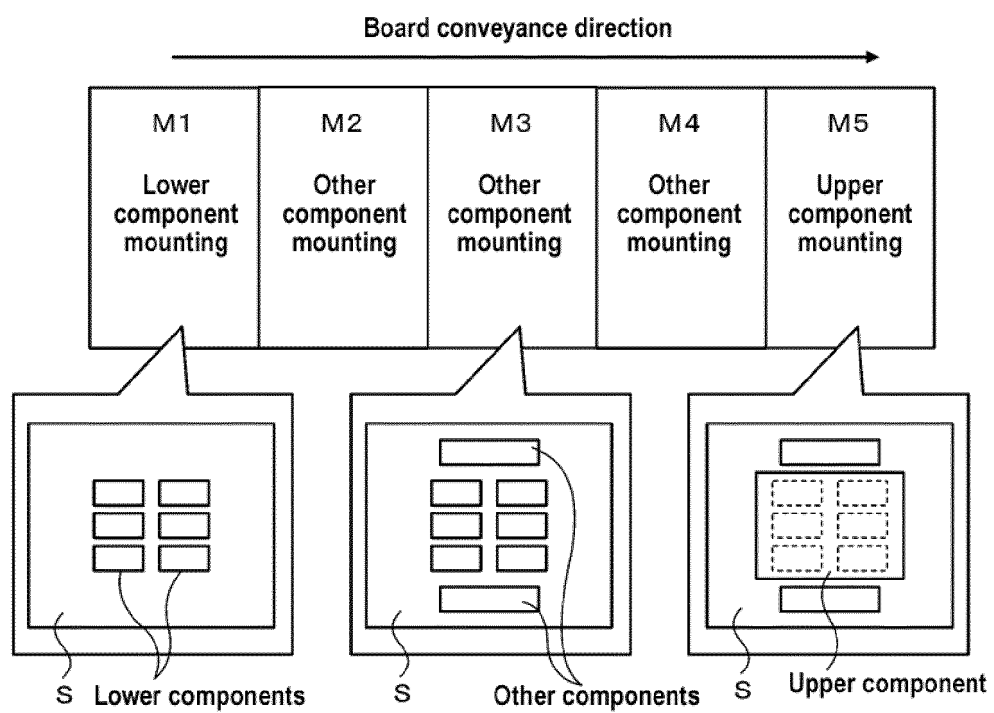 Board conveyance direction
M1
M2
M3
M4
M5
Lower
component
mounting
Other
component
mounting
Other
component
mounting
Other
component
mounting
Upper
component
mounting
S
Lower components
S
Other components
S
Upper component